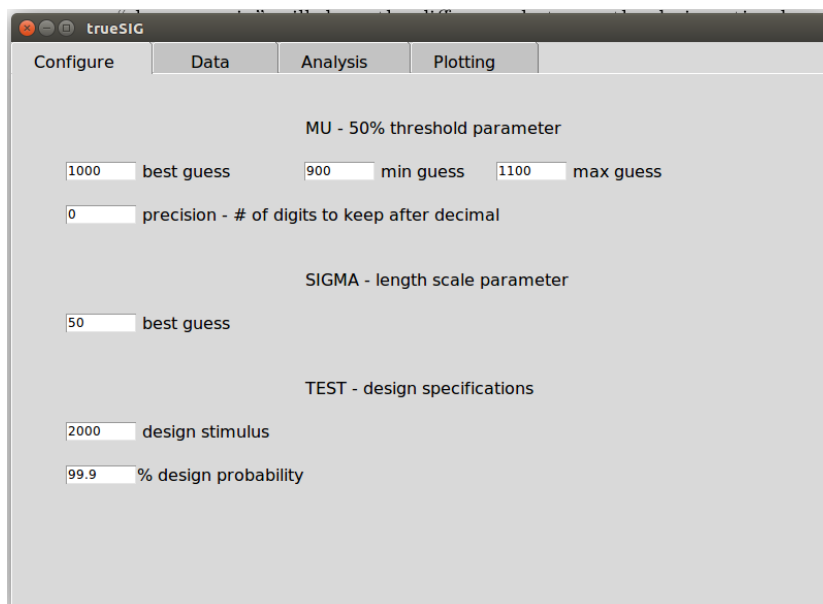 trueSIG
Configure Data Analysis Plotting
MU - 50% threshold parameter
1000 best guess 900 min guess 1100 max guess
0 precision - # of digits to keep after decimal
SIGMA - length scale parameter
50 best guess
TEST - design specifications
2000 design stimulus
99.9 % design probability